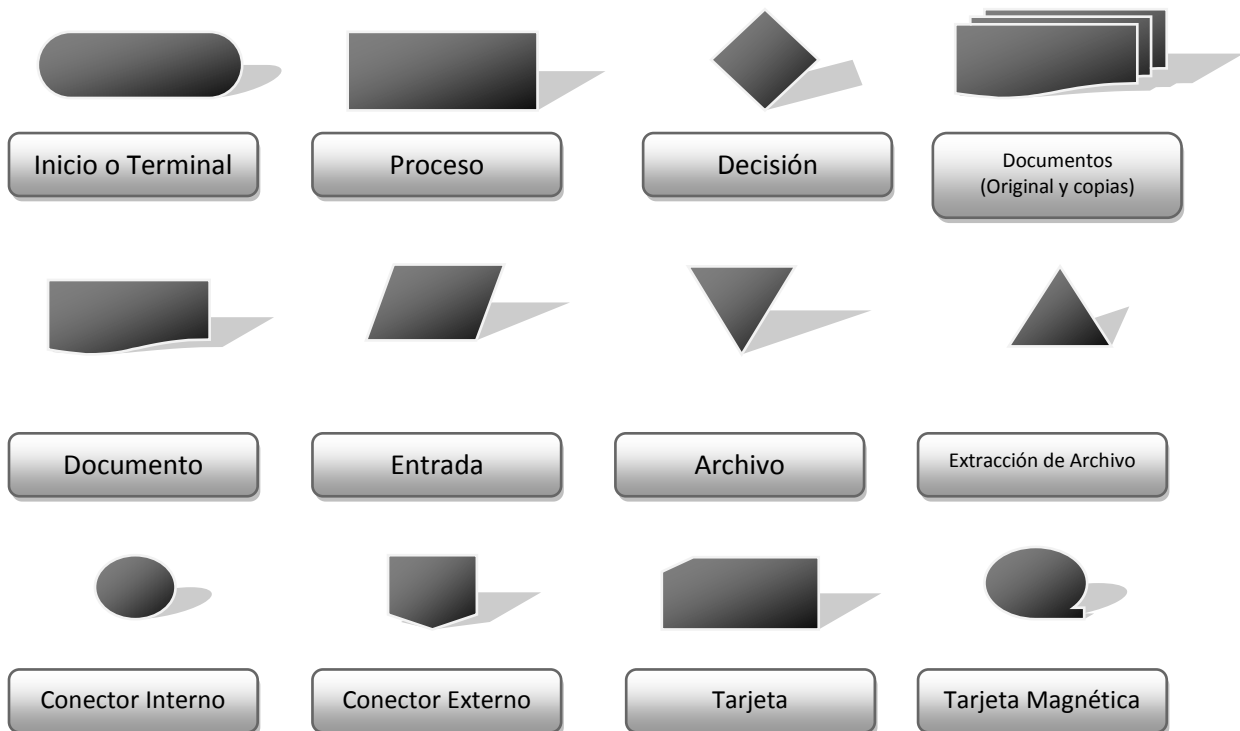 Inicio o Terminal
Proceso
Decisión
Documentos
(Original y copias)
Documento
Entrada
Archivo
Extracción de Archivo
Conector Interno
Conector Externo
Tarjeta
Tarjeta Magnética